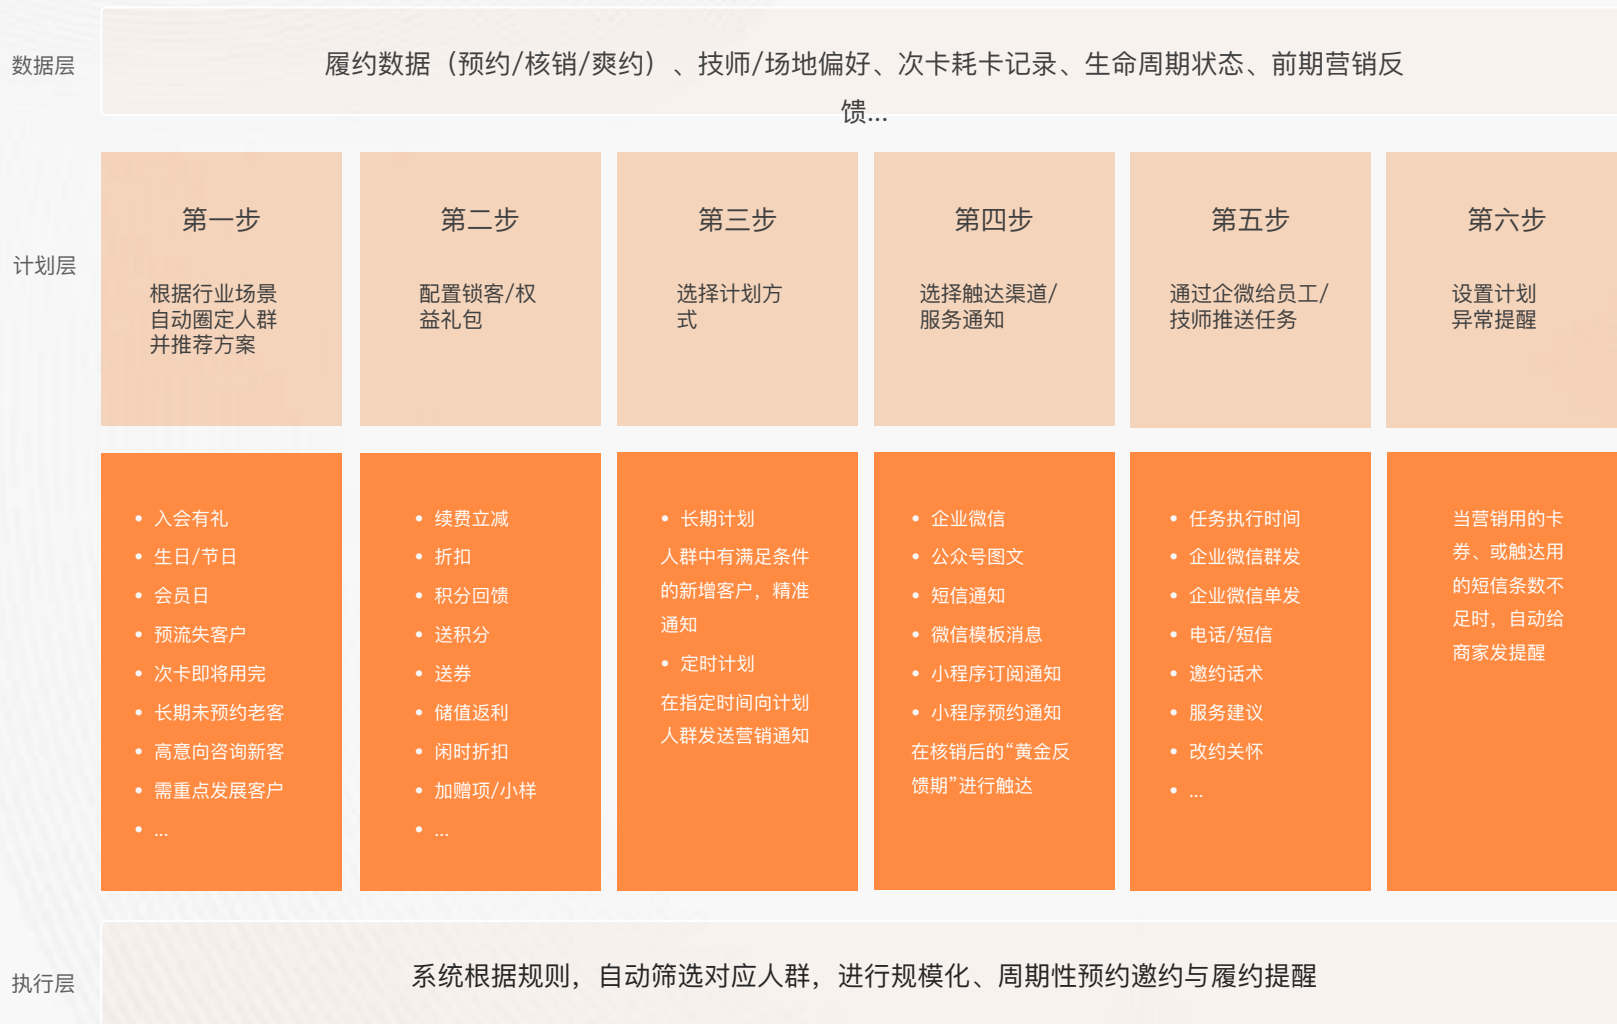 数据层
履约数据（预约/核销/爽约）、技师/场地偏好、次卡耗卡记录、生命周期状态、前期营销反
馈...
计划层
第一步
根据行业场景
自动圈定人群
并推荐方案
第二步
配置锁客/权
益礼包
第三步
选择计划方
式
第四步
选择触达渠道/
服务通知
第五步
通过企微给员工/
技师推送任务
第六步
设置计划
异常提醒
• 入会有礼
• 生日/节日
• 会员日
• 预流失客户
• 次卡即将用完
• 长期未预约老客
• 高意向咨询新客
• 需重点发展客户
• ...
• 续费立减
• 折扣
• 积分回馈
• 送积分
• 送券
• 储值返利
• 闲时折扣
• 加赠项/小样
• ...
• 长期计划
人群中有满足条件
的新增客户，精准
通知
• 定时计划
在指定时间向计划
人群发送营销通知
• 企业微信
• 公众号图文
• 短信通知
• 微信模板消息
• 小程序订阅通知
• 小程序预约通知
在核销后的“黄金反
馈期”进行触达
• 任务执行时间
• 企业微信群发
• 企业微信单发
• 电话/短信
• 邀约话术
• 服务建议
• 改约关怀
• ...
当营销用的卡
券、或触达用
的短信条数不
足时，自动给
商家发提醒
执行层
系统根据规则，自动筛选对应人群，进行规模化、周期性预约邀约与履约提醒